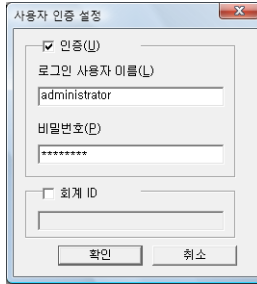 사용자 인증 설정
인증(U)
로그인 사용자 이름(L)
administrator
비밀번호(P)
********
회계 ID
확인
취소